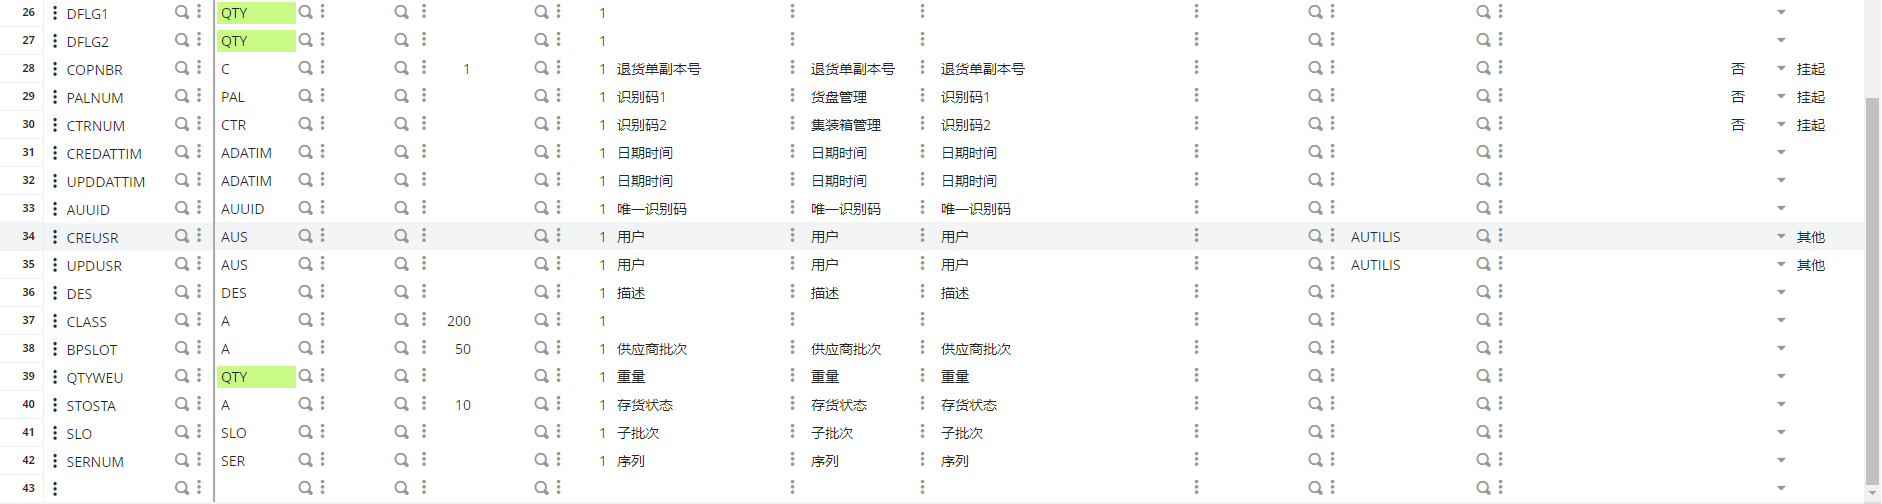 26 DFLG1 QTY 1
27 DFLG2 QTY 1
28 COPNBR C 1 1 退货单副本号 退货单副本号 退货单副本号 否 挂起
29 PALNUM PAL 1 识别码1 货盘管理 识别码1 否 挂起
30 CTRNUM CTR 1 识别码2 集装箱管理 识别码2 否 挂起
31 CREDATTIM ADATIM 1 日期时间 日期时间 日期时间
32 UPDDATTIM ADATIM 1 日期时间 日期时间 日期时间
33 AUUID AUUID 1 唯一识别码 唯一识别码 唯一识别码
34 CREUSR AUS 1 用户 用户 用户 AUTILIS 其他
35 UPDUSR AUS 1 用户 用户 用户 AUTILIS 其他
36 DES DES 1 描述 描述 描述
37 CLASS A 200 1
38 BPSLOT A 50 1 供应商批次 供应商批次 供应商批次
39 QTYWEU QTY 1 重量 重量 重量
40 STOSTA A 10 1 存货状态 存货状态 存货状态
41 SLO SLO 1 子批次 子批次 子批次
42 SERNUM SER 1 序列 序列 序列
43